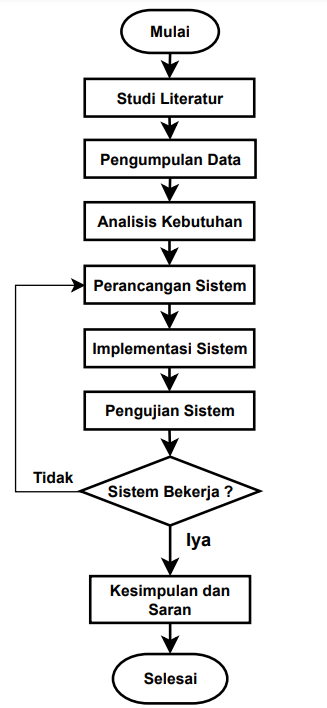 Mulai
Studi Literatur
Pengumpulan Data
Analisis Kebutuhan
Perancangan Sistem
Implementasi Sistem
Pengujian Sistem
Tidak
Sistem Bekerja ?
Iya
Kesimpulan dan
Saran
Selesai